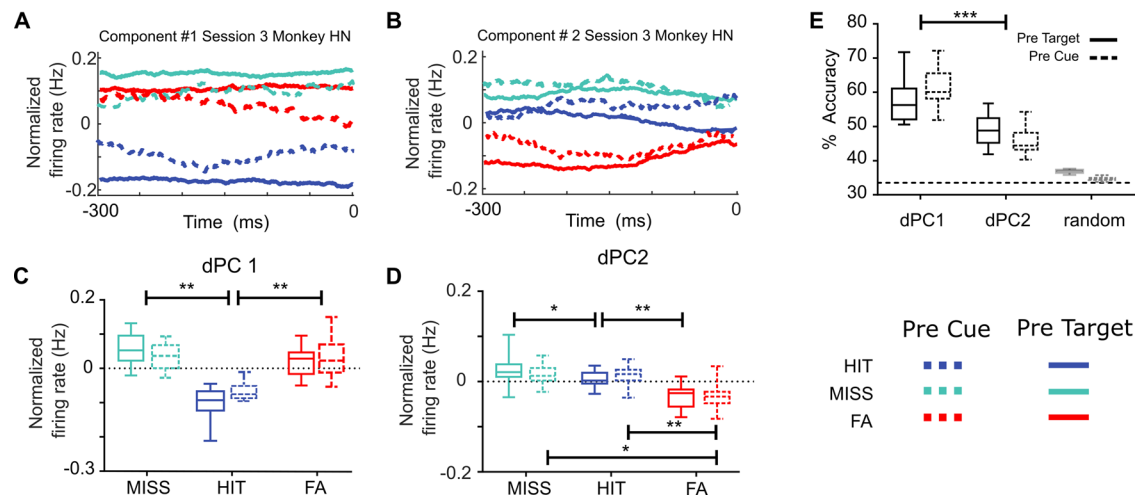 A
Component #1 Session 3 Monkey HN
Normalized
firing rate (Hz)
0.2
0
-0.2
-300
0
Time (ms)
B
Component # 2 Session 3 Monkey HN
Normalized
firing rate (Hz)
0.2
0
-0.2
-300
0
Time (ms)
E
***
Pre Target
Pre Cue
% Accuracy
80
70
60
50
40
30
dPC1
dPC2
random
C
dPC 1
**
**
Normalized
firing rate (Hz)
0.2
0
-0.3
MISS
HIT
FA
D
dPC2
*
**
**
*
Normalized
firing rate (Hz)
0.2
0
-0.2
MISS
HIT
FA
Pre Cue
Pre Target
HIT
MISS
FA